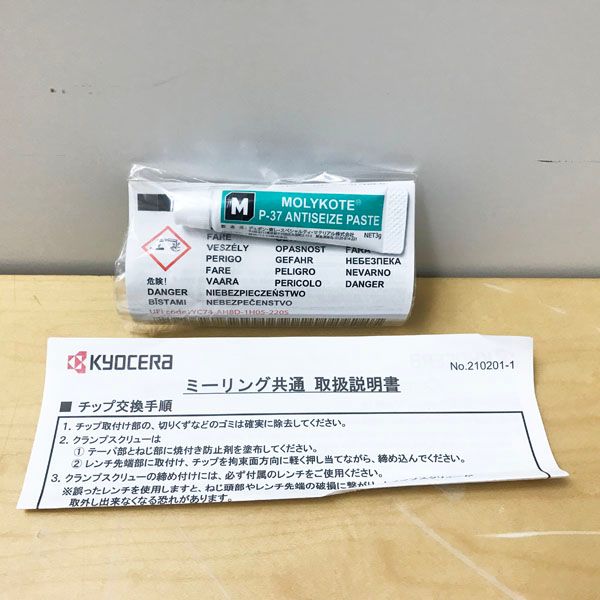 M
MOLYKOTE®
P-37 ANTISEIZE PASTE
NET3g
VESZÉLY OPASNOST FARA
PERIGO GEFAHR НЕБЕЗПЕКА
FARE PELIGRO NEVARNO
危険! VAARA PERICOLO DANGER
DANGER NIEBEZPIECZEŃSTWO
BĪSTAMI NEBEZPEČENSTVO
KYOCERA
No.210201-1
ミーリング共通 取扱説明書
■ チップ交換手順
1. チップ取付け部の、切りくずなどのゴミは確実に除去してください。
2. クランプスクリューは
① テーパ部とねじ部に焼付き防止剤を塗布してください。
② レンチ先端部に取付け、チップを拘束面方向に軽く押し当てながら、締め込んでください。
3. クランプスクリューの締め付けには、必ず付属のレンチをご使用ください。
※誤ったレンチを使用しますと、ねじ頭部やレンチ先端の破損に繋が
取外し出来なくなる恐れがあります。